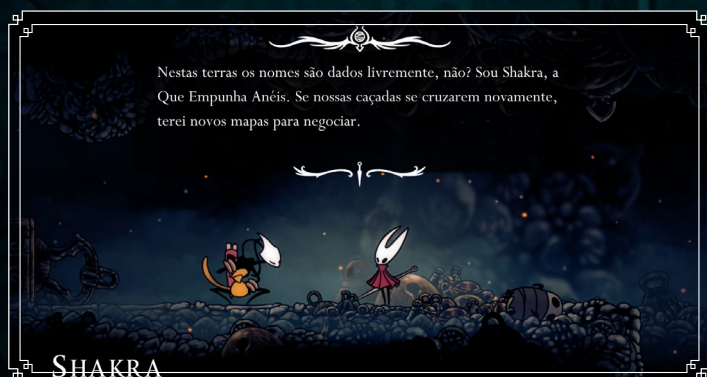 Nestas terras os nomes são dados livremente, não? Sou Shakra, a
Que Empunha Anéis. Se nossas caçadas se cruzarem novamente,
terei novos mapas para negociar.
SHAKRA